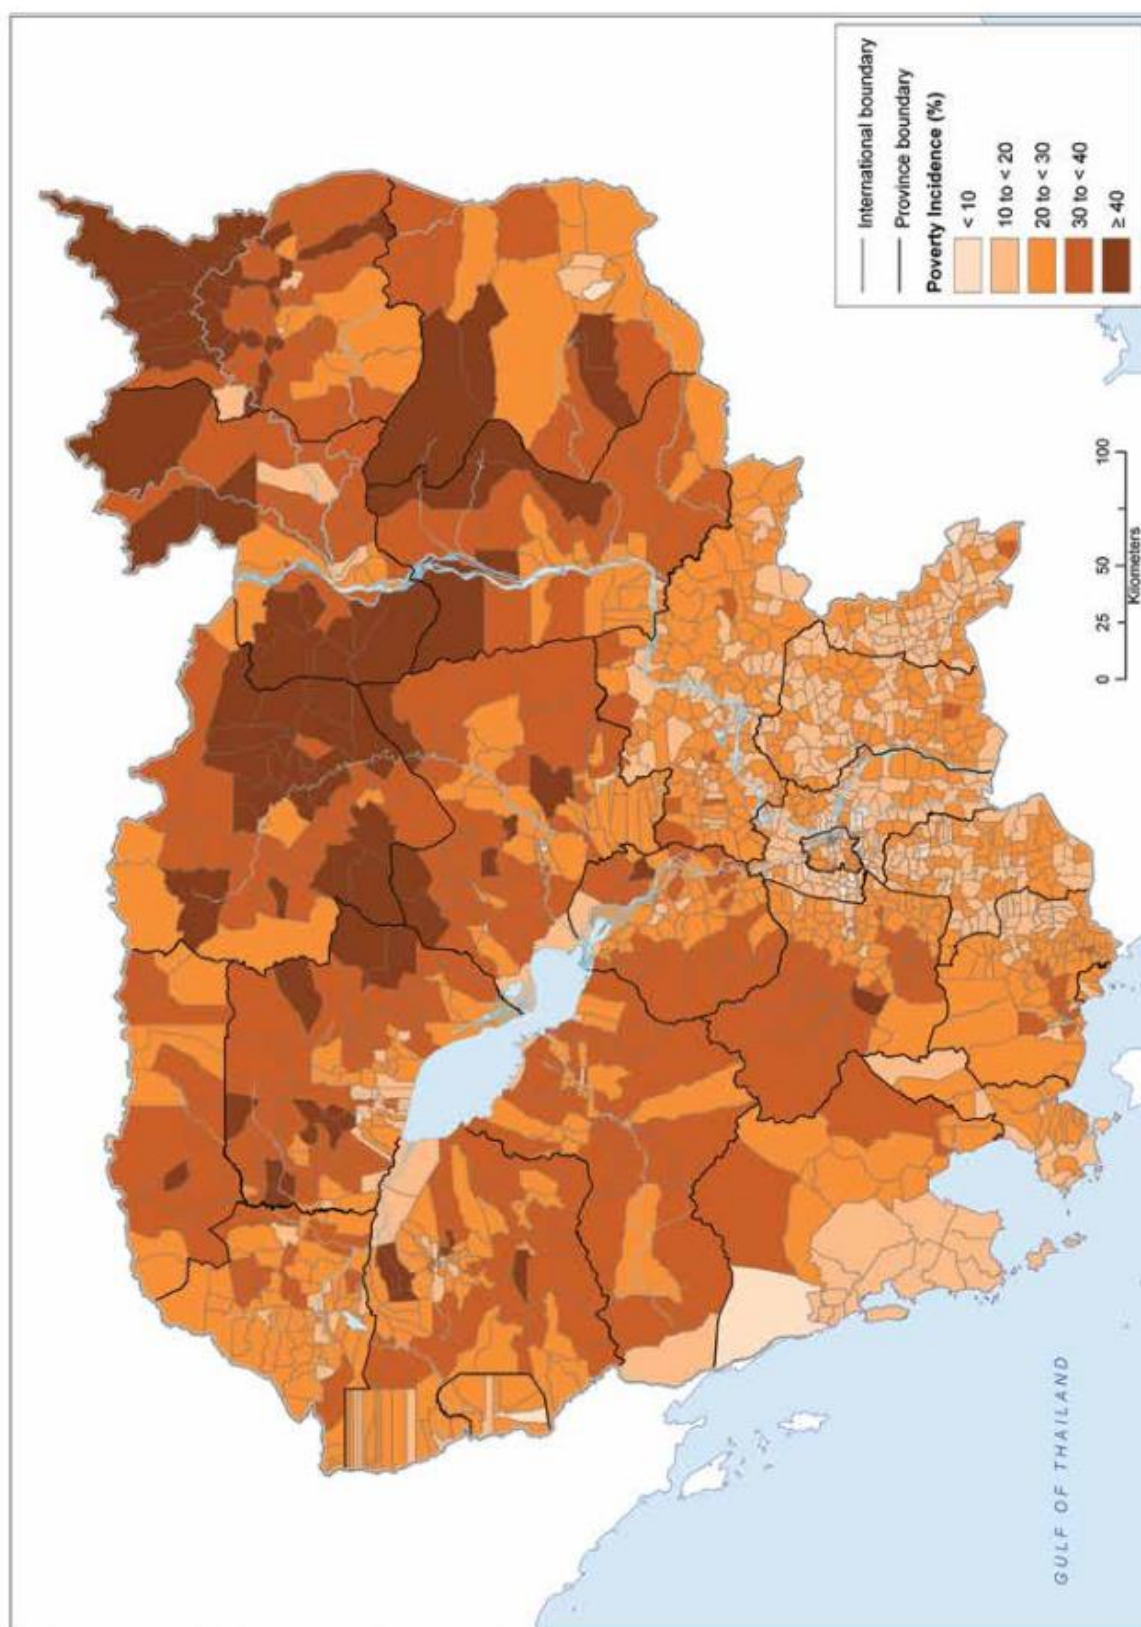 International boundary
Province boundary
Poverty Incidence (%)
< 10
10 to < 20
20 to < 30
30 to < 40
≥ 40
0 25 50 100
Kilometers
GULF OF THAILAND